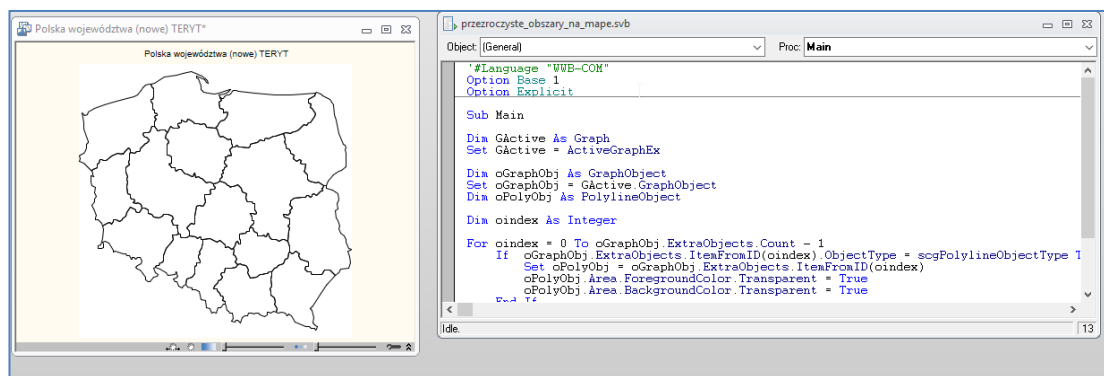 Polska województwa (nowe) TERYT*
Polska województwa (nowe) TERYT
przezroczyste_obszary_na_mape.svb
Object: (General) Proc: Main
'#Language "WWB-COM"
Option Base 1
Option Explicit
Sub Main
Dim GActive As Graph
Set GActive = ActiveGraphEx
Dim oGraphObj As GraphObject
Set oGraphObj = GActive.GraphObject
Dim oPolyObj As PolylineObject
Dim oindex As Integer
For oindex = 0 To oGraphObj.ExtraObjects.Count - 1
If oGraphObj.ExtraObjects.ItemFromID(oindex).ObjectType = scgPolylineObjectType T
Set oPolyObj = oGraphObj.ExtraObjects.ItemFromID(oindex)
oPolyObj.Area.ForegroundColor.Transparent = True
oPolyObj.Area.BackgroundColor.Transparent = True
End If
Idle. 13